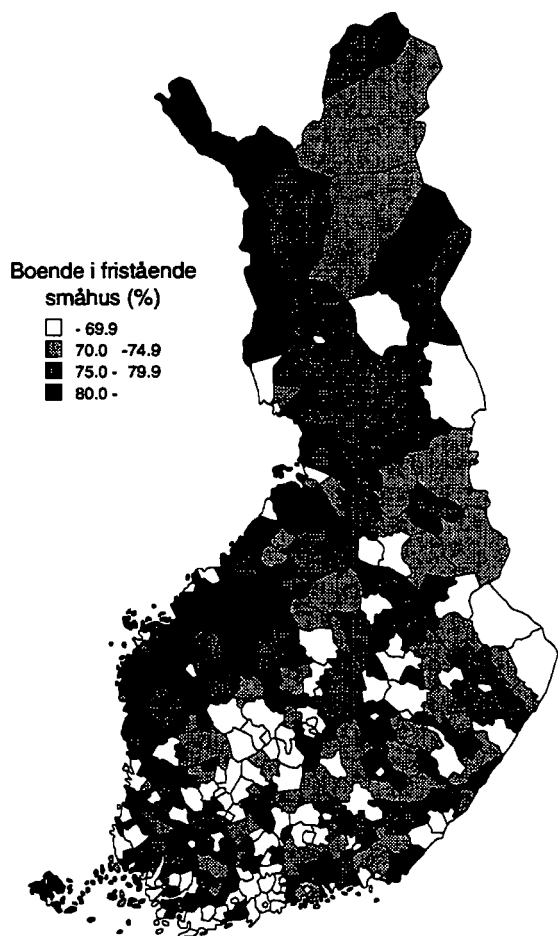 Boende i fristående
småhus (%)
- 69.9
70.0 -74.9
75.0 - 79.9
80.0 -